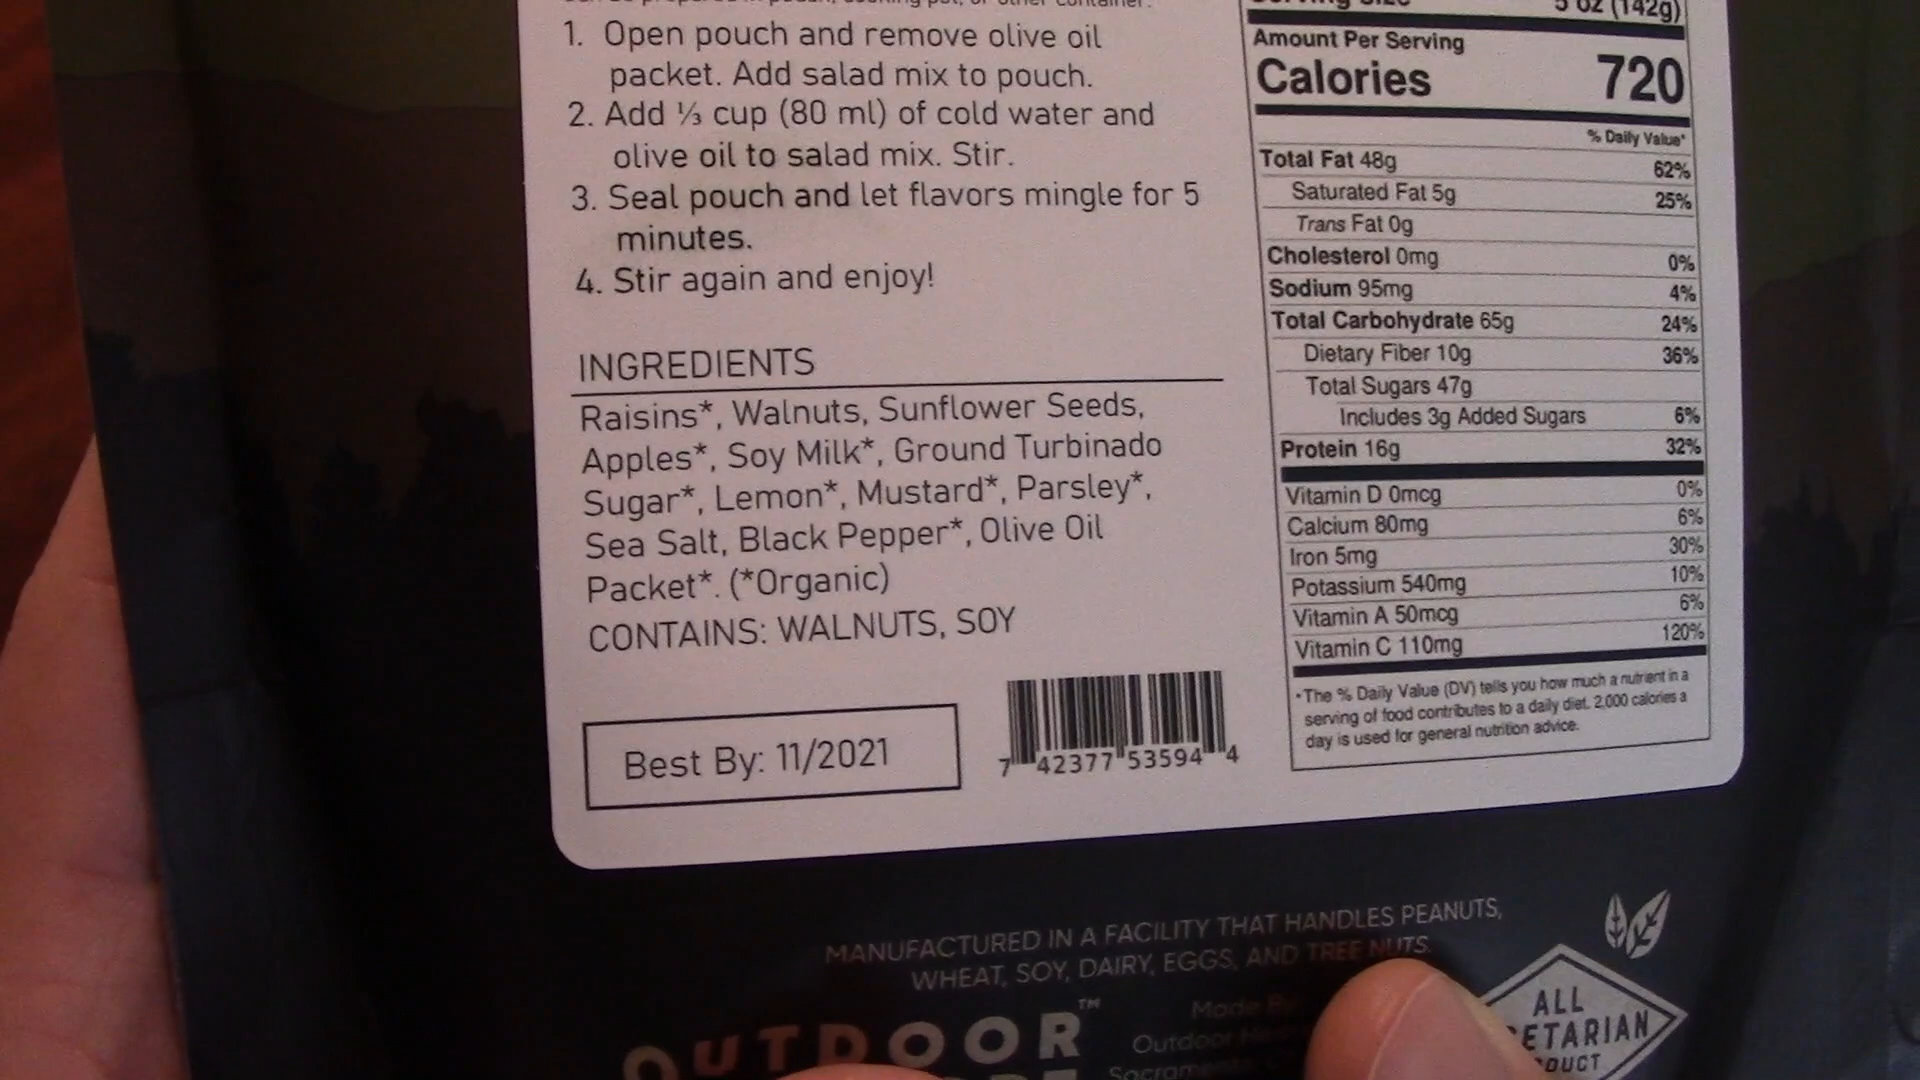 1. Open pouch and remove olive oil
packet. Add salad mix to pouch.
2. Add ⅓ cup (80 ml) of cold water and
olive oil to salad mix. Stir.
3. Seal pouch and let flavors mingle for 5
minutes.
4. Stir again and enjoy!
INGREDIENTS
Raisins*, Walnuts, Sunflower Seeds,
Apples*, Soy Milk*, Ground Turbinado
Sugar*, Lemon*, Mustard*, Parsley*,
Sea Salt, Black Pepper*, Olive Oil
Packet*. (*Organic)
CONTAINS: WALNUTS, SOY
Best By: 11/2021
7 42377 53594 4
Serving Size 5 oz (142g)
Amount Per Serving
Calories 720
% Daily Value*
Total Fat 48g 62%
Saturated Fat 5g 25%
Trans Fat 0g
Cholesterol 0mg 0%
Sodium 95mg 4%
Total Carbohydrate 65g 24%
Dietary Fiber 10g 36%
Total Sugars 47g
Includes 3g Added Sugars 6%
Protein 16g 32%
Vitamin D 0mcg 0%
Calcium 80mg 6%
Iron 5mg 30%
Potassium 540mg 10%
Vitamin A 50mcg 6%
Vitamin C 110mg 120%
*The % Daily Value (DV) tells you how much a nutrient in a
serving of food contributes to a daily diet. 2,000 calories a
day is used for general nutrition advice.
MANUFACTURED IN A FACILITY THAT HANDLES PEANUTS,
WHEAT, SOY, DAIRY, EGGS, AND TREE NUTS.
OUTDOOR™
Made
Outdoor
ALL